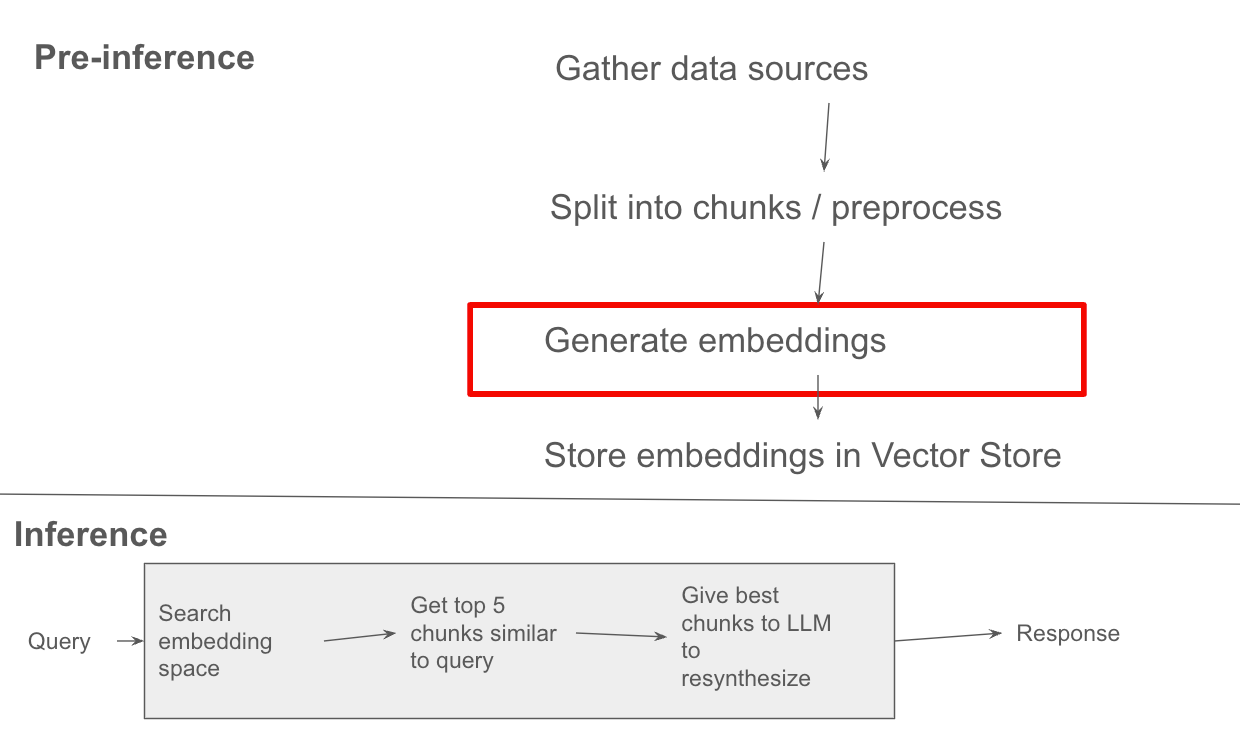 Pre-inference
Gather data sources
Split into chunks / preprocess
Generate embeddings
Store embeddings in Vector Store
Inference
Query
Search
embedding
space
Get top 5
chunks similar
to query
Give best
chunks to LLM
to
resynthesize
Response